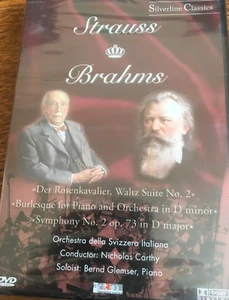 Silverline Classics
Strauss
Brahms
»Der Rosenkavalier, Waltz Suite No. 2«
»Burlesque for Piano and Orchestra in D minor«
»Symphony No. 2 op. 73 in D major«
Orchestra della Svizzera Italiana
Conductor: Nicholas Carthy
Soloist: Bernd Glemser, Piano
DVD